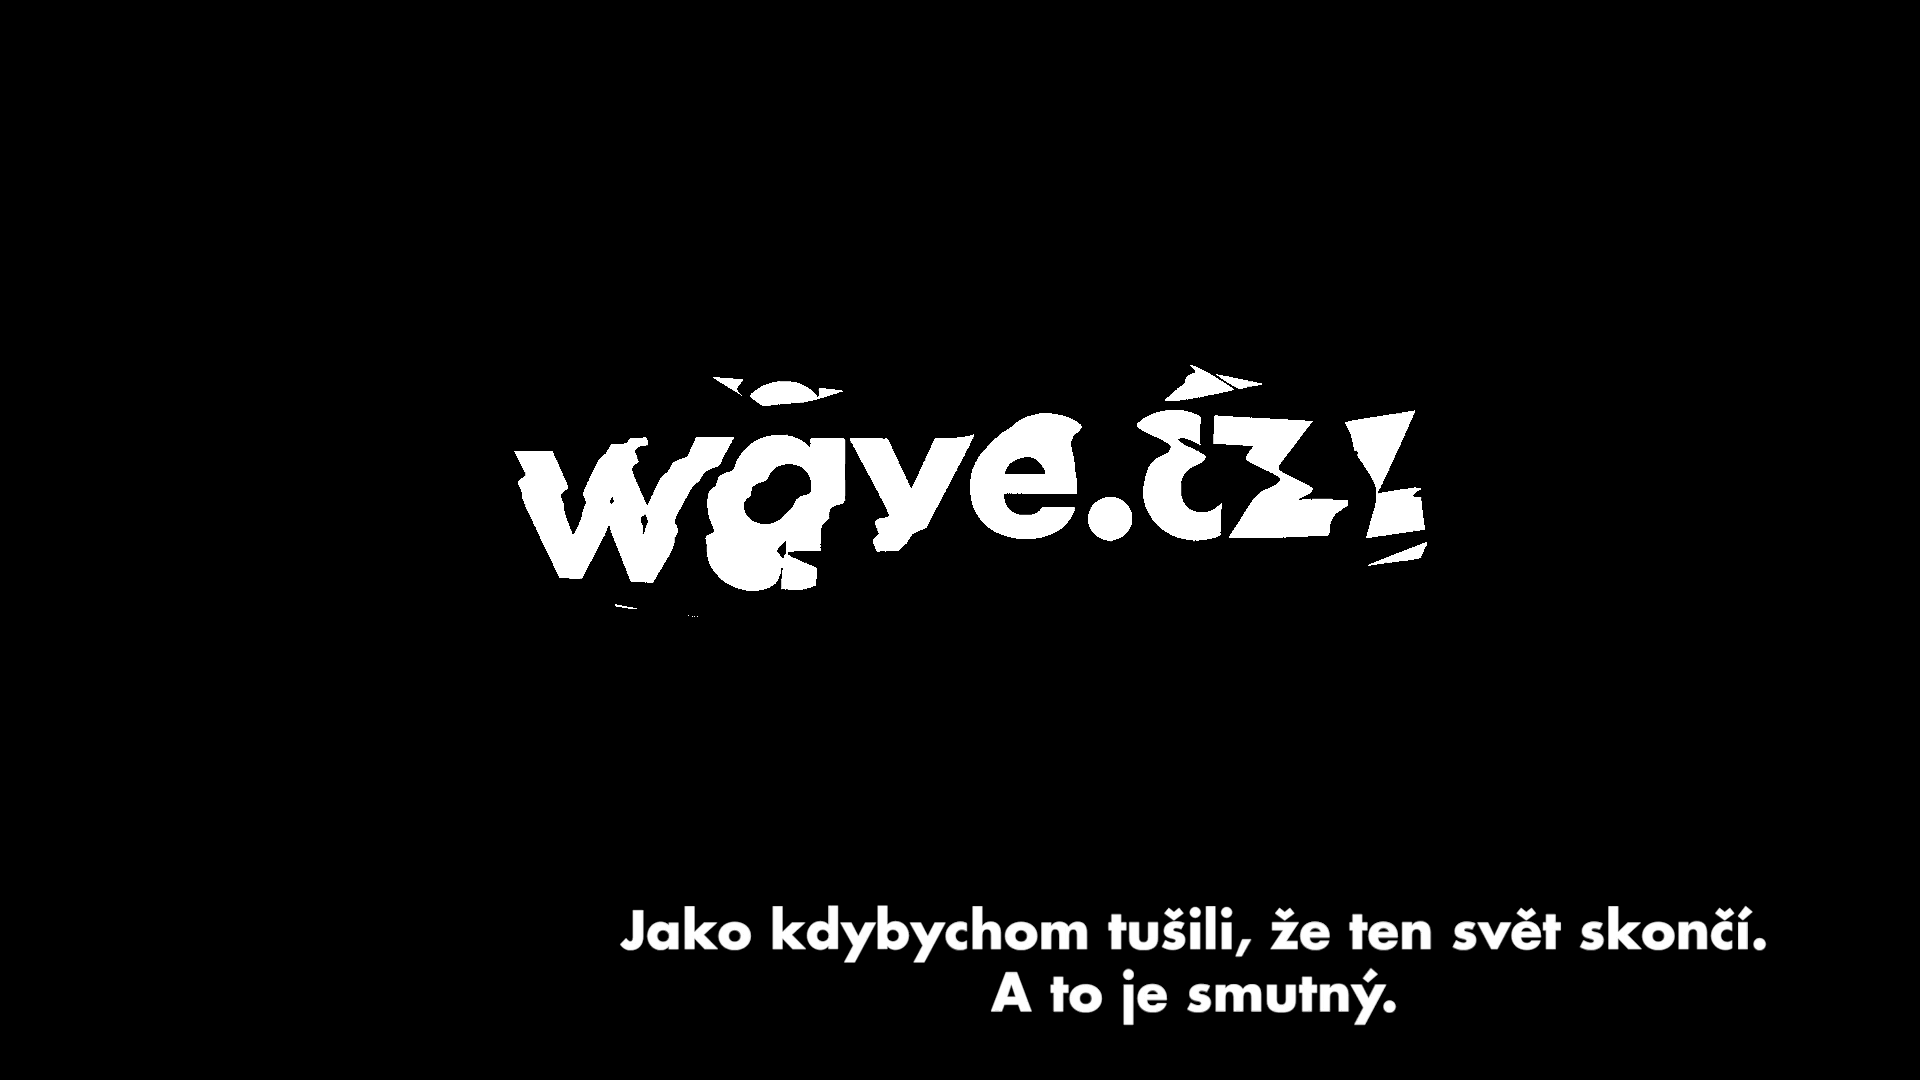 wave.cz
Jako kdybychom tušili, že ten svět skončí.
A to je smutný.